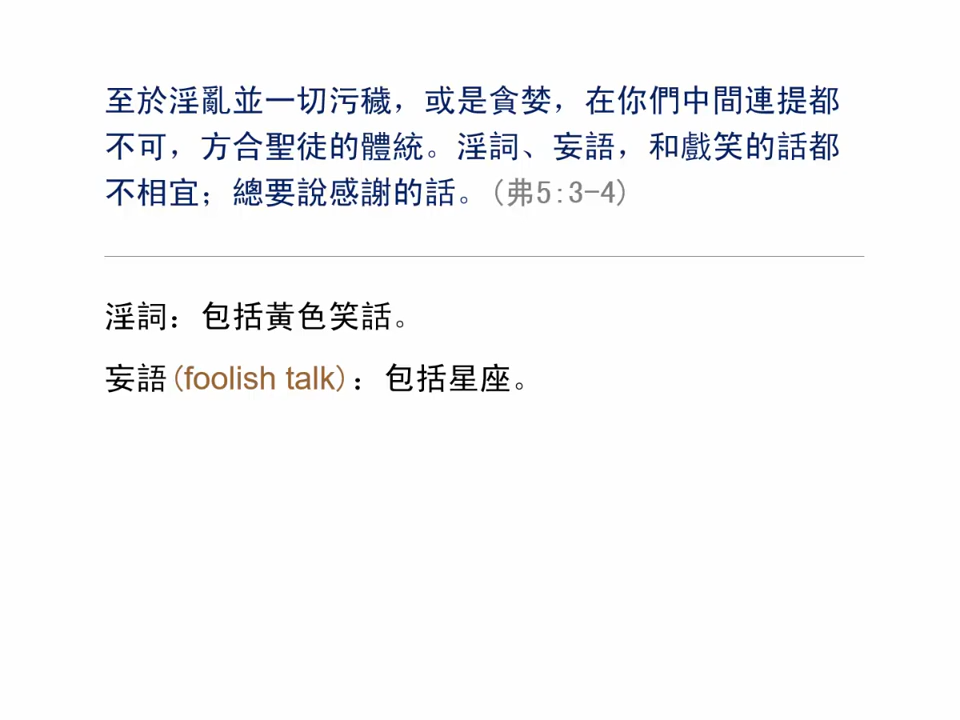 至於淫亂並一切污穢，或是貪婪，在你們中間連提都
不可，方合聖徒的體統。淫詞、妄語，和戲笑的話都
不相宜；總要說感謝的話。(弗5:3-4)
淫詞：包括黃色笑話。
妄語(foolish talk)：包括星座。